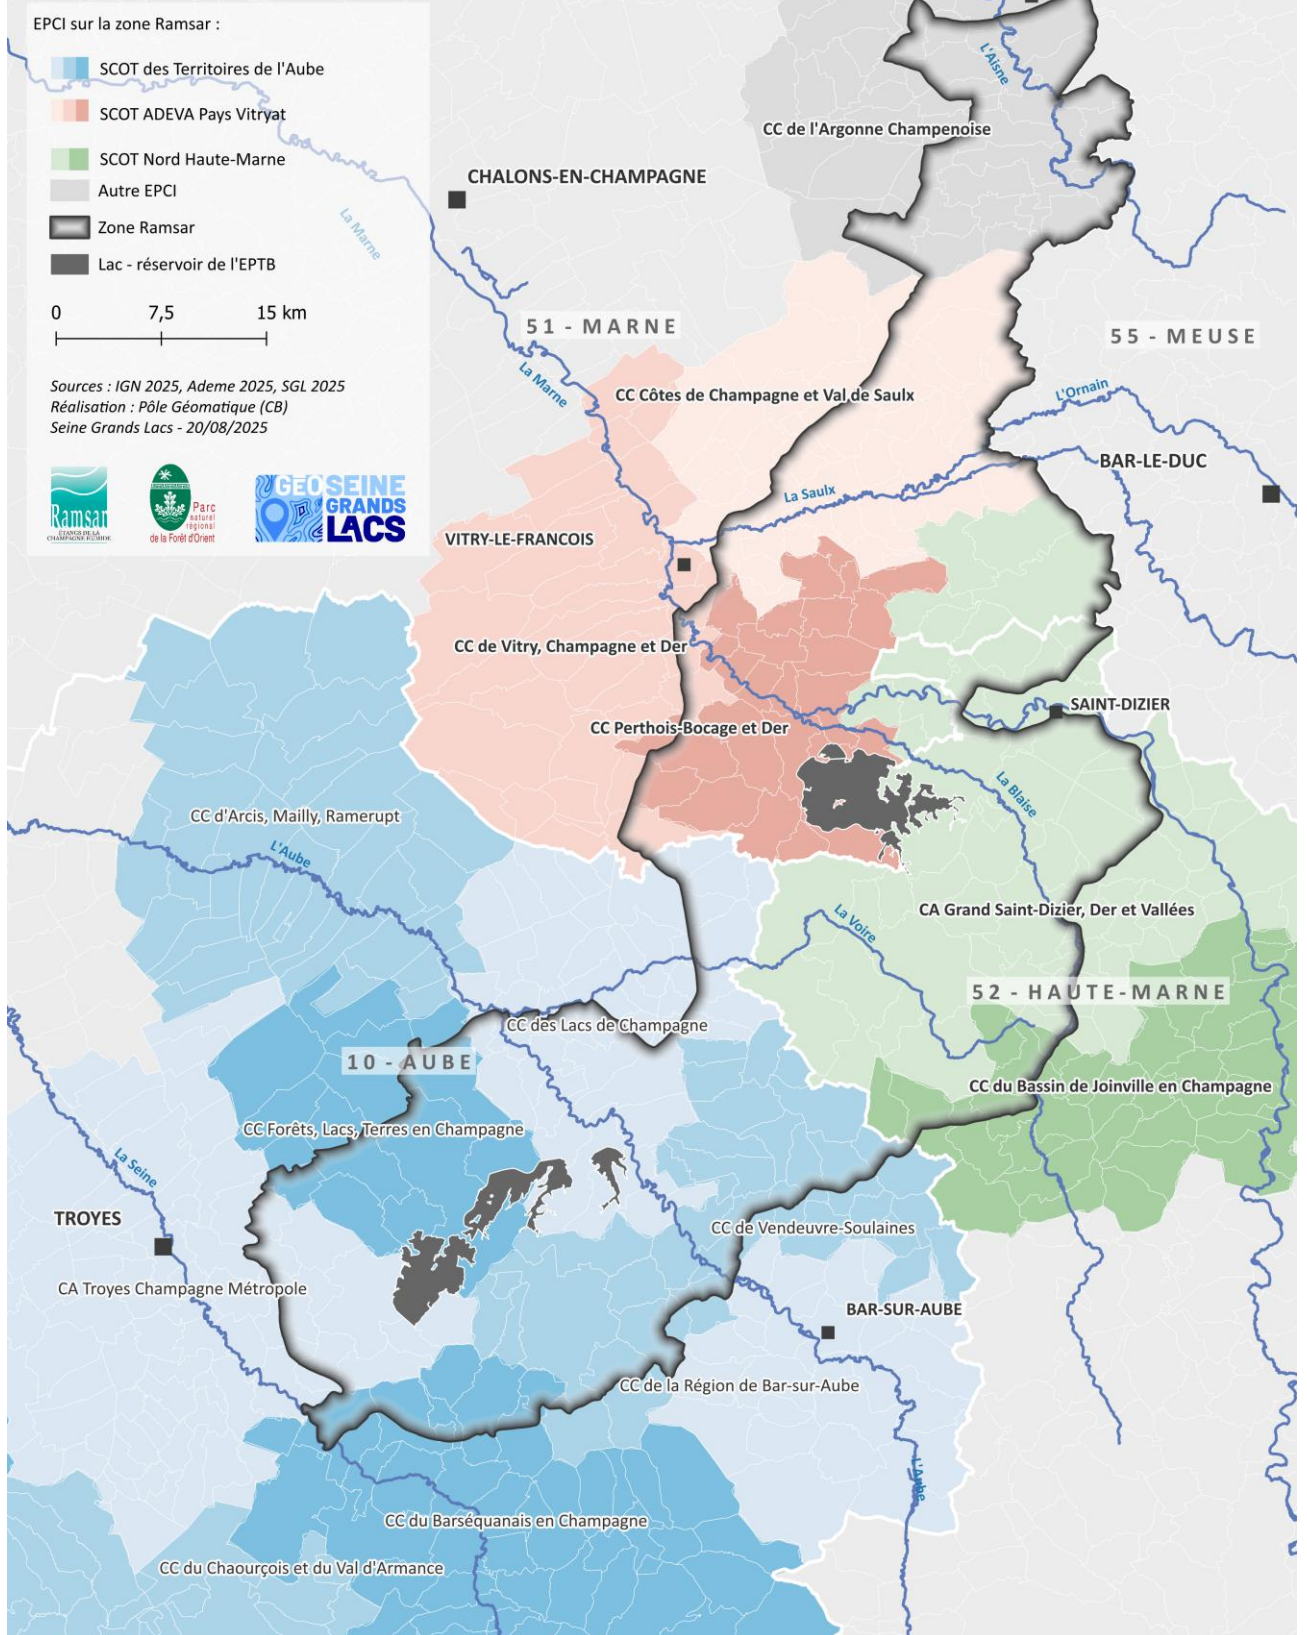 EPCI sur la zone Ramsar :
SCOT des Territoires de l'Aube
SCOT ADEVA Pays Vitryat
SCOT Nord Haute-Marne
Autre EPCI
Zone Ramsar
Lac - réservoir de l'EPTB
0 7,5 15 km
Sources : IGN 2025, Ademe 2025, SGL 2025
Réalisation : Pôle Géomatique (CB)
Seine Grands Lacs - 20/08/2025
Ramsar
ÉTANGS DE LA
CHAMPAGNE HUMIDE
Parc
naturel
régional
de la Forêt d'Orient
GEO SEINE
GRANDS
LACS
L'Aisne
CC de l'Argonne Champenoise
CHALONS-EN-CHAMPAGNE
La Marne
51 - MARNE
55 - MEUSE
La Marne
CC Côtes de Champagne et Val de Saulx
L'Ornain
BAR-LE-DUC
La Saulx
VITRY-LE-FRANCOIS
CC de Vitry, Champagne et Der
SAINT-DIZIER
CC Perthois-Bocage et Der
La Blaise
CC d'Arcis, Mailly, Ramerupt
L'Aube
CA Grand Saint-Dizier, Der et Vallées
La Voire
52 - HAUTE-MARNE
CC des Lacs de Champagne
10 - AUBE
CC du Bassin de Joinville en Champagne
CC Forêts, Lacs, Terres en Champagne
La Seine
TROYES
CC de Vendeuvre-Soulaines
CA Troyes Champagne Métropole
BAR-SUR-AUBE
CC de la Région de Bar-sur-Aube
L'Aube
CC du Barséquanais en Champagne
CC du Chaourçois et du Val d'Armance